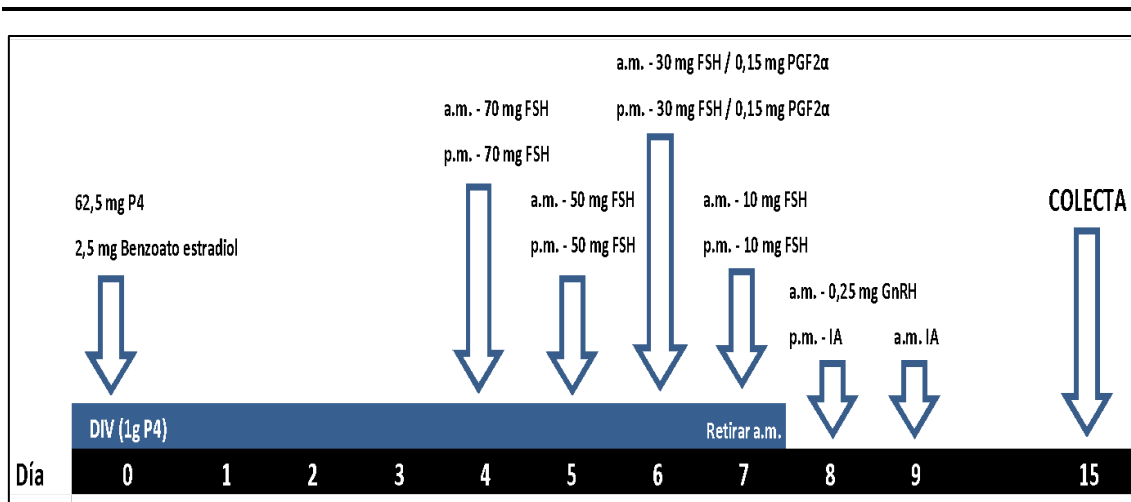 a.m. - 30 mg FSH / 0,15 mg PGF2α
p.m. - 30 mg FSH / 0,15 mg PGF2α
a.m. - 70 mg FSH
p.m. - 70 mg FSH
62,5 mg P4
2,5 mg Benzoato estradiol
a.m. - 50 mg FSH
p.m. - 50 mg FSH
a.m. - 10 mg FSH
p.m. - 10 mg FSH
COLECTA
a.m. - 0,25 mg GnRH
p.m. - IA
a.m. IA
DIV (1g P4)
Retirar a.m.
Día 0 1 2 3 4 5 6 7 8 9 15